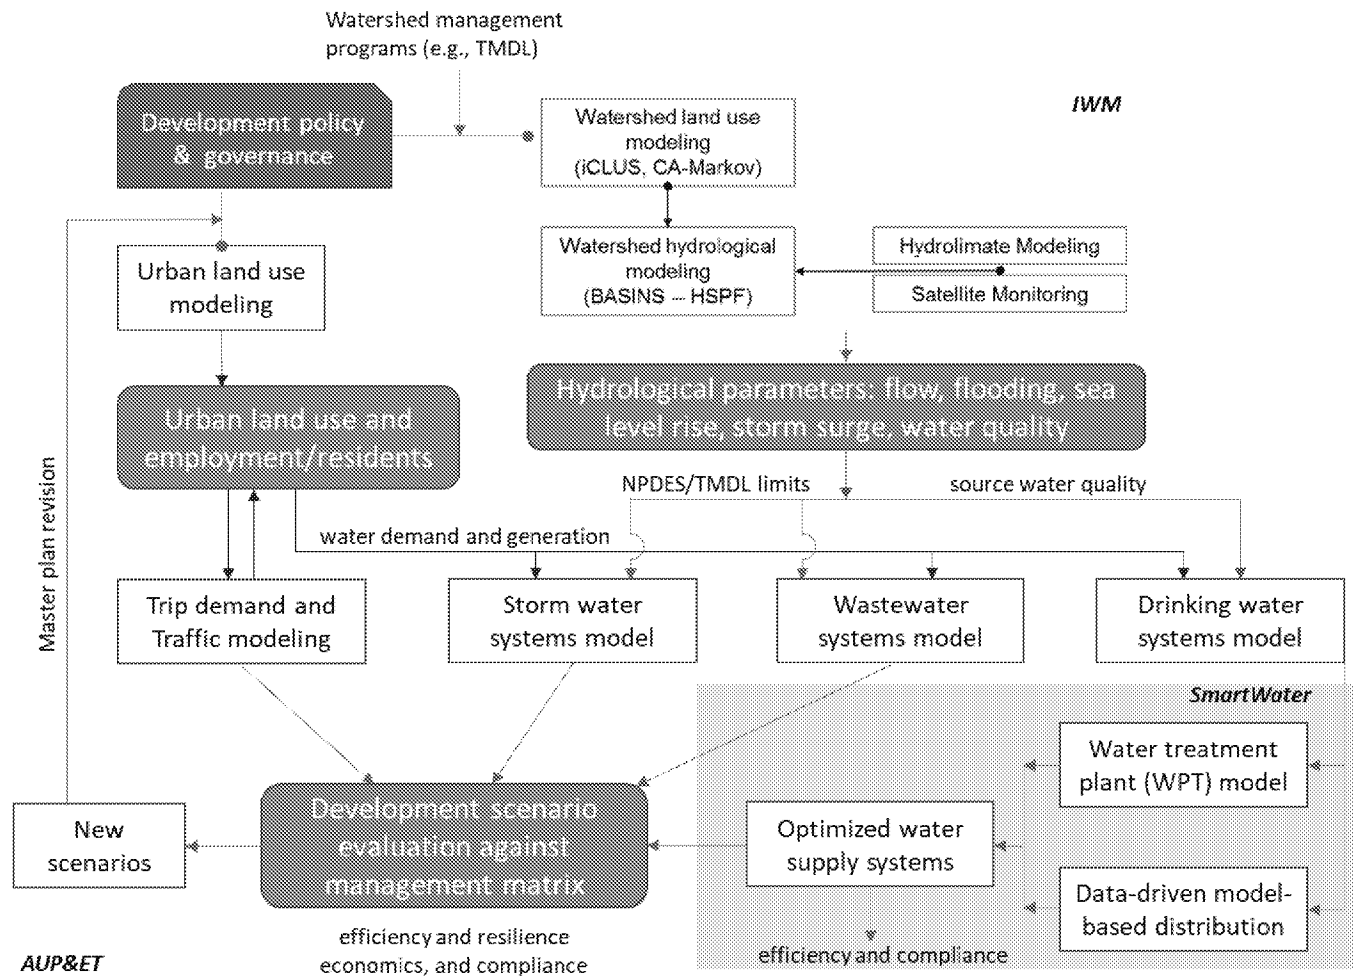 Watershed management
programs (e.g., TMDL)
IWM
Development policy
& governance
Watershed land use
modeling
(iCLUS, CA-Markov)
Watershed hydrological
modeling
(BASINS – HSPF)
Hydrolimate Modeling
Satellite Monitoring
Urban land use
modeling
Hydrological parameters: flow, flooding, sea
level rise, storm surge, water quality
Urban land use and
employment/residents
NPDES/TMDL limits
source water quality
water demand and generation
Master plan revision
Trip demand and
Traffic modeling
Storm water
systems model
Wastewater
systems model
Drinking water
systems model
SmartWater
Water treatment
plant (WPT) model
Development scenario
evaluation against
management matrix
New
scenarios
Optimized water
supply systems
Data-driven model-
based distribution
efficiency and resilience
economics, and compliance
efficiency and compliance
AUP&ET